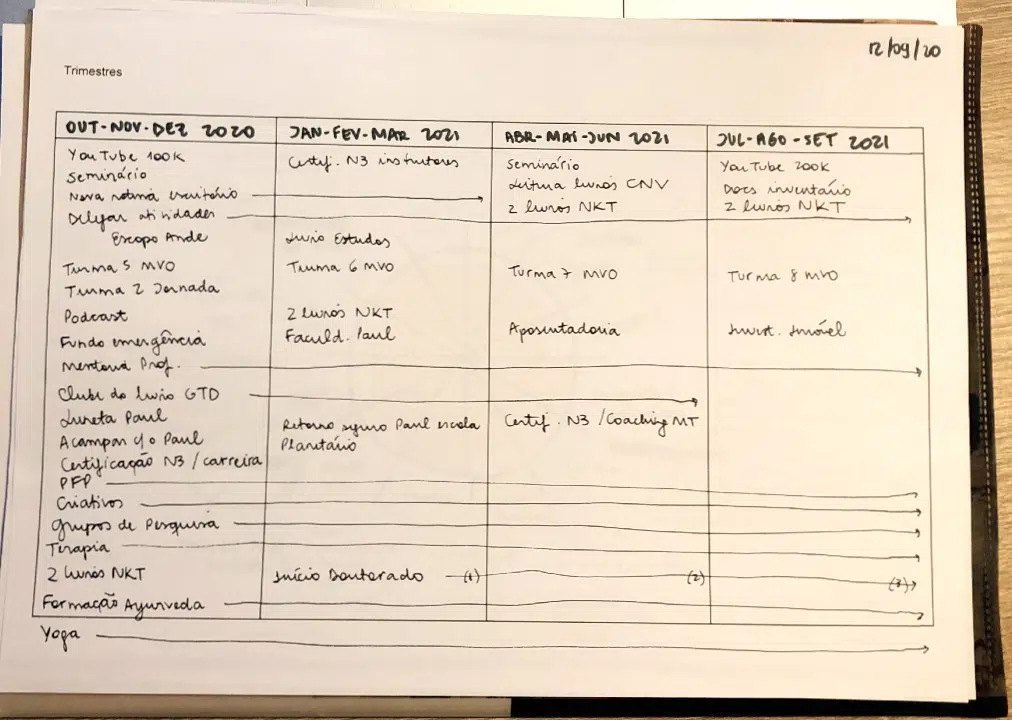 12/09/20
Trimestres
OUT-NOV-DEZ 2020 JAN-FEV-MAR 2021 ABR-MAI-JUN 2021 JUL-AGO-SET 2021
YouTube 100K Certif. N3 instrutores Seminário YouTube 200K
Seminário Leitura livros CNV Docs inventário
Nova rotina escritório 2 livros NKT 2 livros NKT
Delegar atividades
Escopo Ande Livro Estudos
Turma 5 MVO Turma 6 MVO Turma 7 MVO Turma 8 MVO
Turma 2 Jornada
Podcast 2 livros NKT
Fundo emergência Faculd. Paul Aposentadoria Invest. Imóvel
Mentoria Prof.
Clube do livro GTD
Luneta Paul Retorno seguro Paul escola Certif. N3 / Coaching MT
Acampar c/o Paul Planetário
Certificação N3 / carreira
PFP
Criativos
Grupos de Pesquisa
Terapia
2 livros NKT Início Doutorado (1) (2) (3)
Formação Ayurveda
Yoga